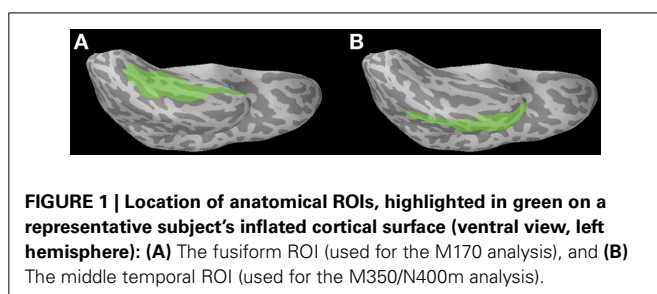 A B
FIGURE 1 | Location of anatomical ROIs, highlighted in green on a
representative subject's inflated cortical surface (ventral view, left
hemisphere): (A) The fusiform ROI (used for the M170 analysis), and (B)
The middle temporal ROI (used for the M350/N400m analysis).